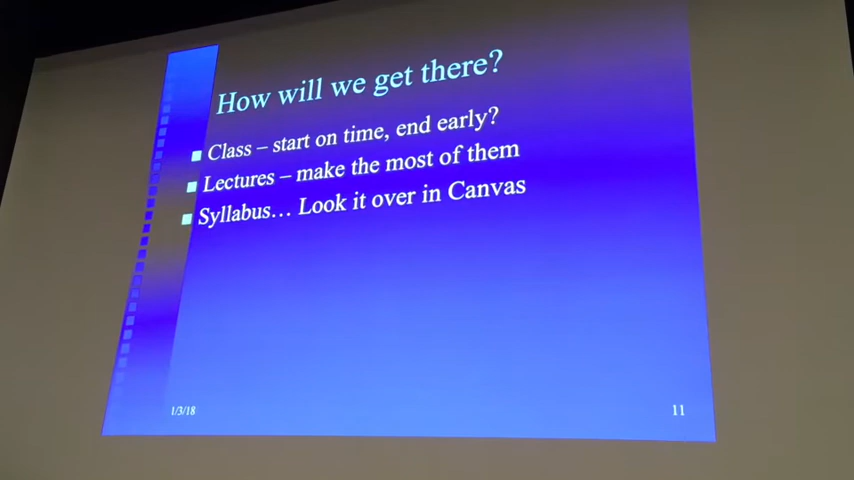 How will we get there?
Class – start on time, end early?
Lectures – make the most of them
Syllabus… Look it over in Canvas
1/3/18
11